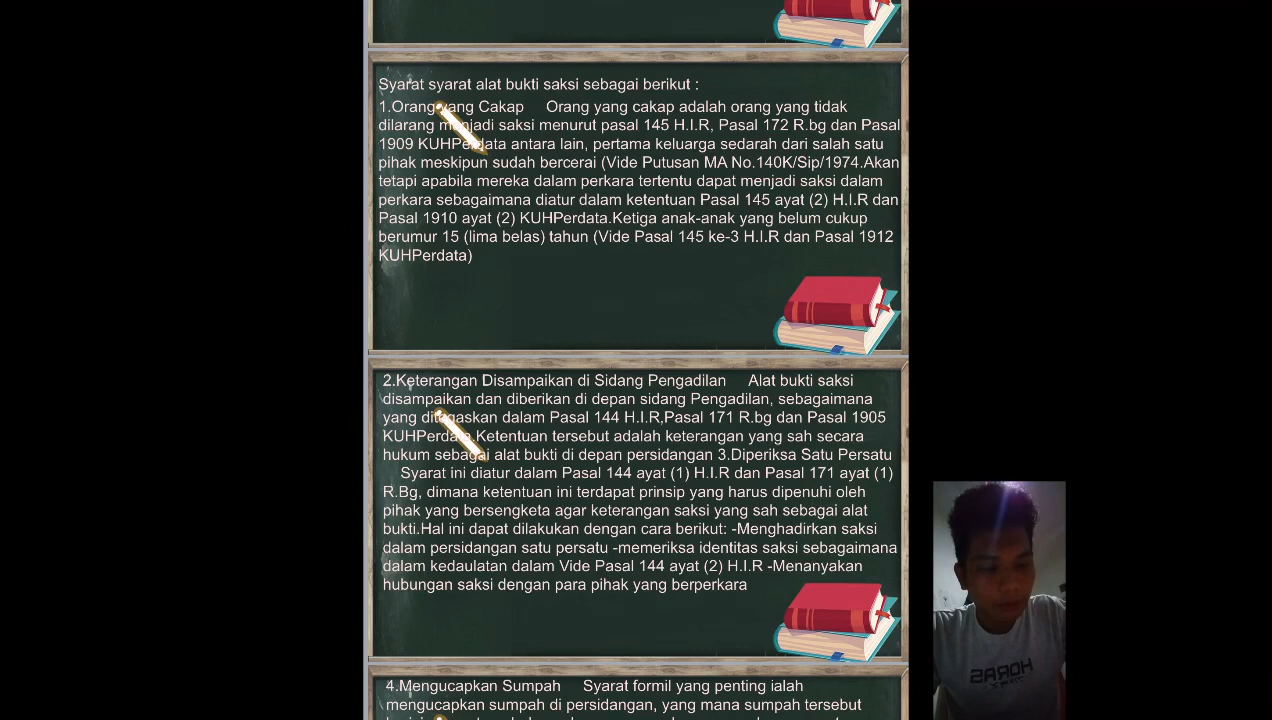 Syarat syarat alat bukti saksi sebagai berikut :
1.Orang yang Cakap Orang yang cakap adalah orang yang tidak
dilarang menjadi saksi menurut pasal 145 H.I.R, Pasal 172 R.bg dan Pasal
1909 KUHPerdata antara lain, pertama keluarga sedarah dari salah satu
pihak meskipun sudah bercerai (Vide Putusan MA No.140K/Sip/1974.Akan
tetapi apabila mereka dalam perkara tertentu dapat menjadi saksi dalam
perkara sebagaimana diatur dalam ketentuan Pasal 145 ayat (2) H.I.R dan
Pasal 1910 ayat (2) KUHPerdata.Ketiga anak-anak yang belum cukup
berumur 15 (lima belas) tahun (Vide Pasal 145 ke-3 H.I.R dan Pasal 1912
KUHPerdata)
2.Keterangan Disampaikan di Sidang Pengadilan Alat bukti saksi
disampaikan dan diberikan di depan sidang Pengadilan, sebagaimana
yang ditegaskan dalam Pasal 144 H.I.R,Pasal 171 R.bg dan Pasal 1905
KUHPerdata.Ketentuan tersebut adalah keterangan yang sah secara
hukum sebagai alat bukti di depan persidangan 3.Diperiksa Satu Persatu
Syarat ini diatur dalam Pasal 144 ayat (1) H.I.R dan Pasal 171 ayat (1)
R.Bg, dimana ketentuan ini terdapat prinsip yang harus dipenuhi oleh
pihak yang bersengketa agar keterangan saksi yang sah sebagai alat
bukti.Hal ini dapat dilakukan dengan cara berikut: -Menghadirkan saksi
dalam persidangan satu persatu -memeriksa identitas saksi sebagaimana
dalam kedaulatan dalam Vide Pasal 144 ayat (2) H.I.R -Menanyakan
hubungan saksi dengan para pihak yang berperkara
4.Mengucapkan Sumpah Syarat formil yang penting ialah
mengucapkan sumpah di persidangan, yang mana sumpah tersebut